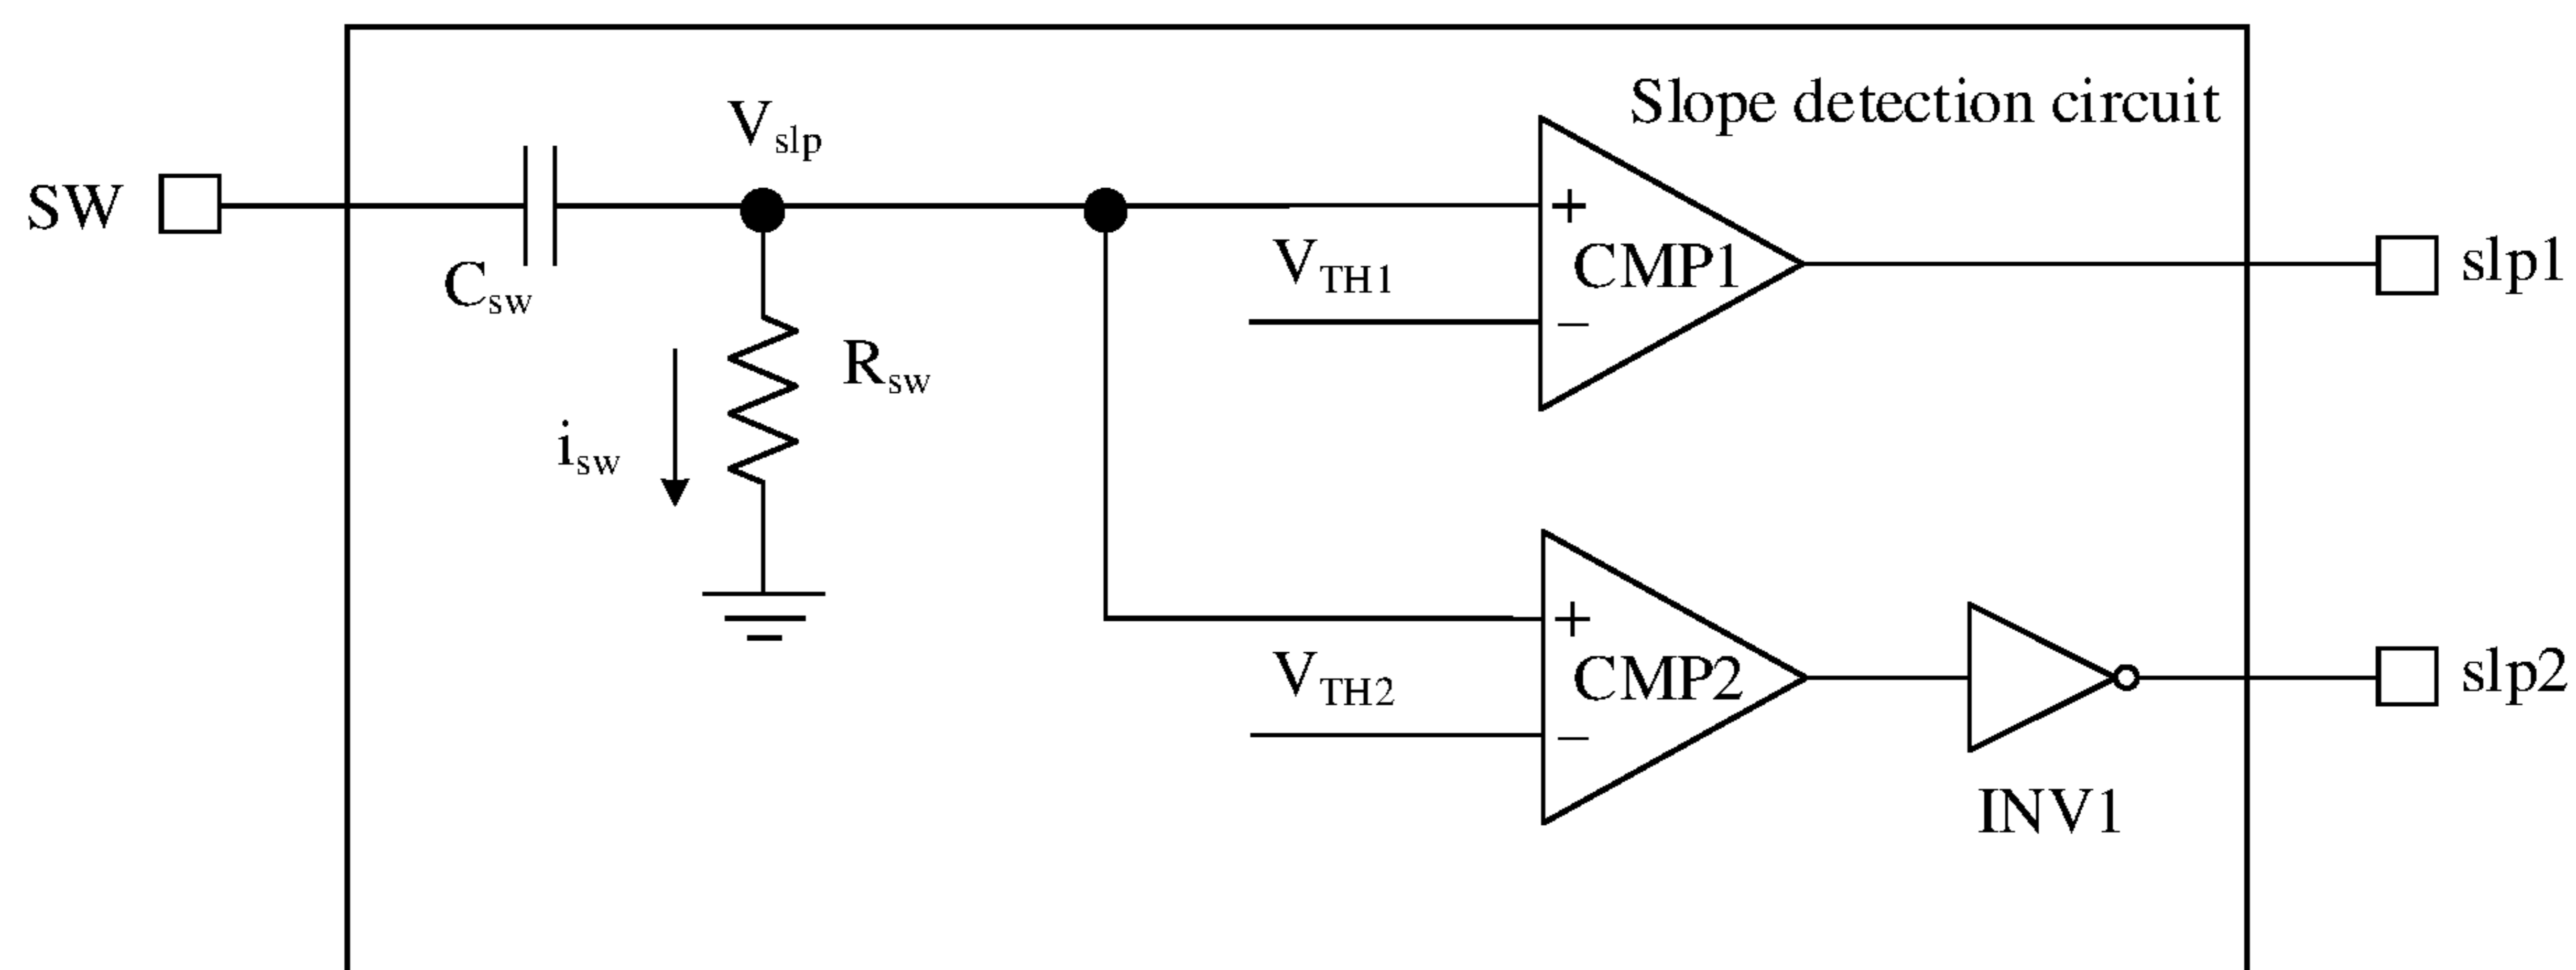 Slope detection circuit
SW
Vslp
Csw
Rsw
isw
VTH1
+
CMP1
−
slp1
VTH2
+
CMP2
−
INV1
slp2